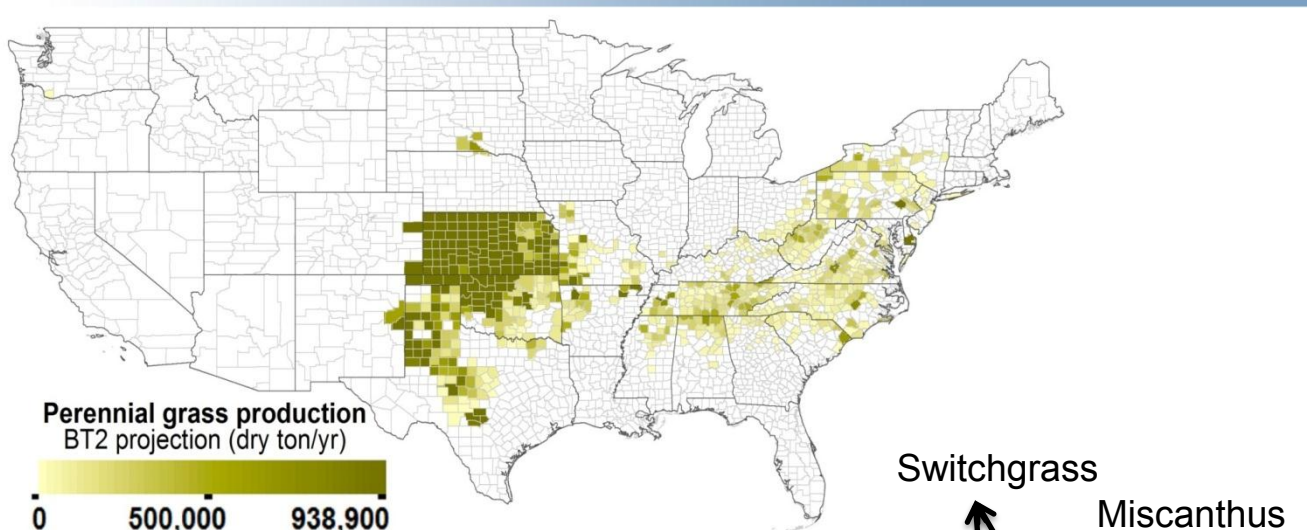 Perennial grass production
BT2 projection (dry ton/yr)
0 500,000 938,900
Switchgrass
Miscanthus